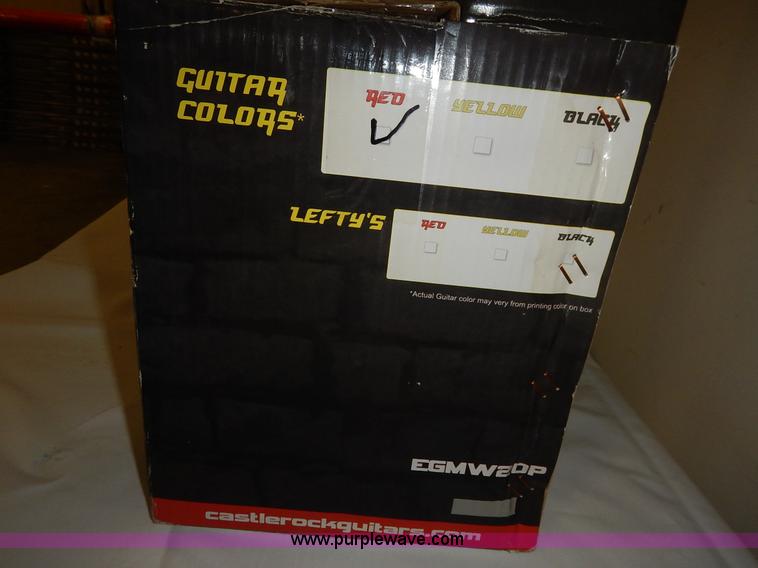 GUITAR
COLORS*
RED YELLOW BLACK
LEFTY'S
RED YELLOW BLACK
*Actual Guitar color may vary from printing color on box
EGMW20P
castlerockguitars.com
www.purplewave.com